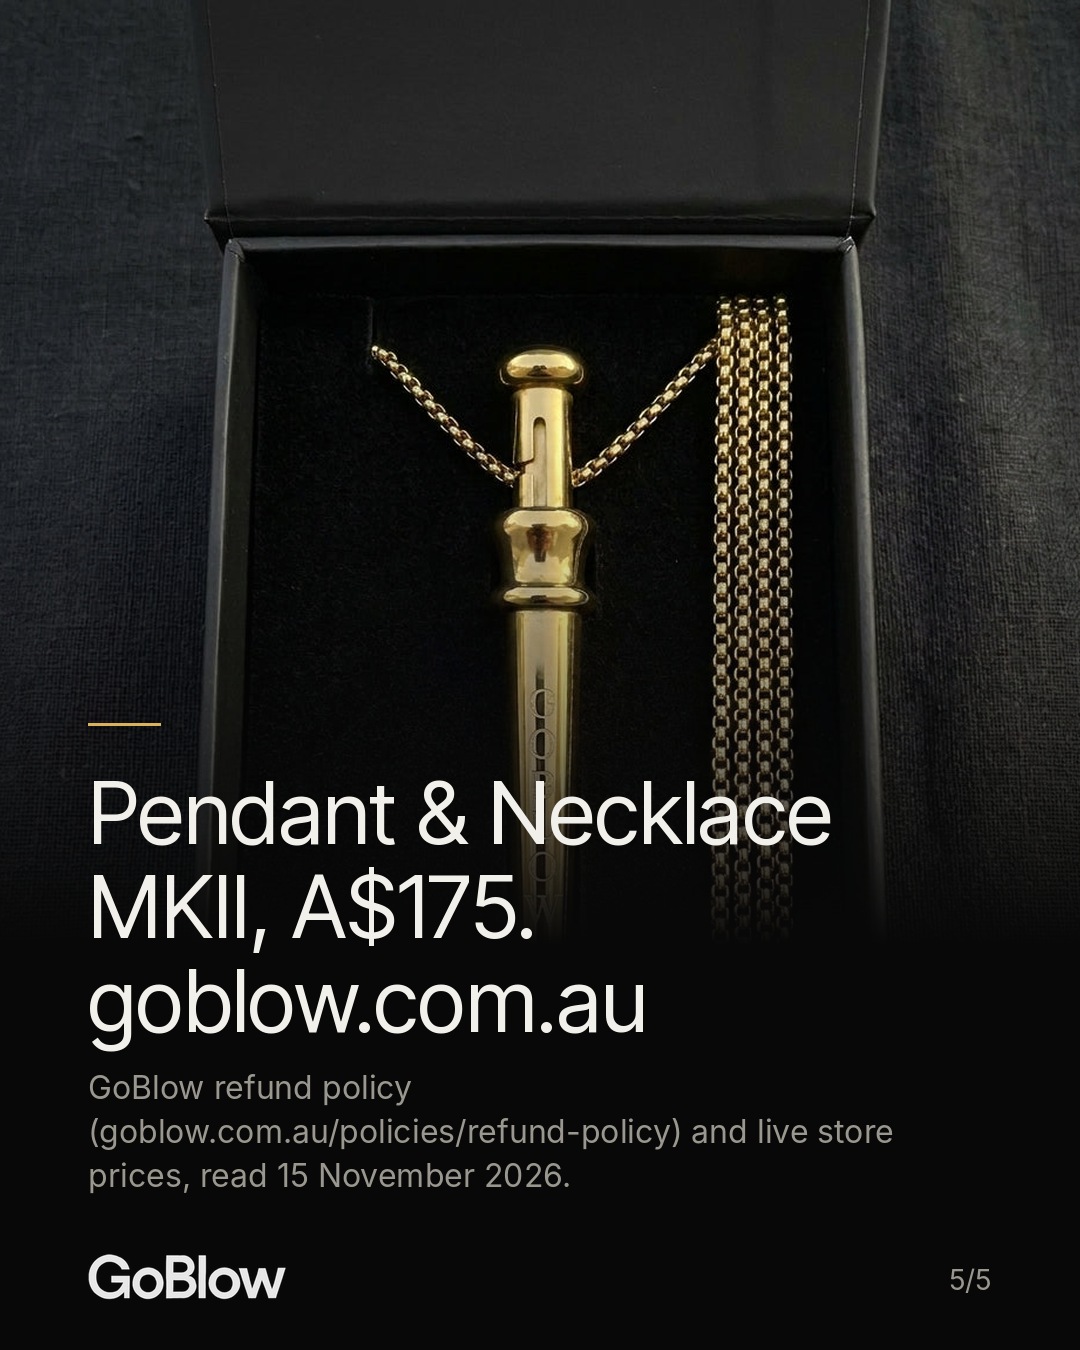 Pendant & Necklace
MKII, A$175.
goblow.com.au
GoBlow refund policy
(goblow.com.au/policies/refund-policy) and live store
prices, read 15 November 2026.
GoBlow
5/5